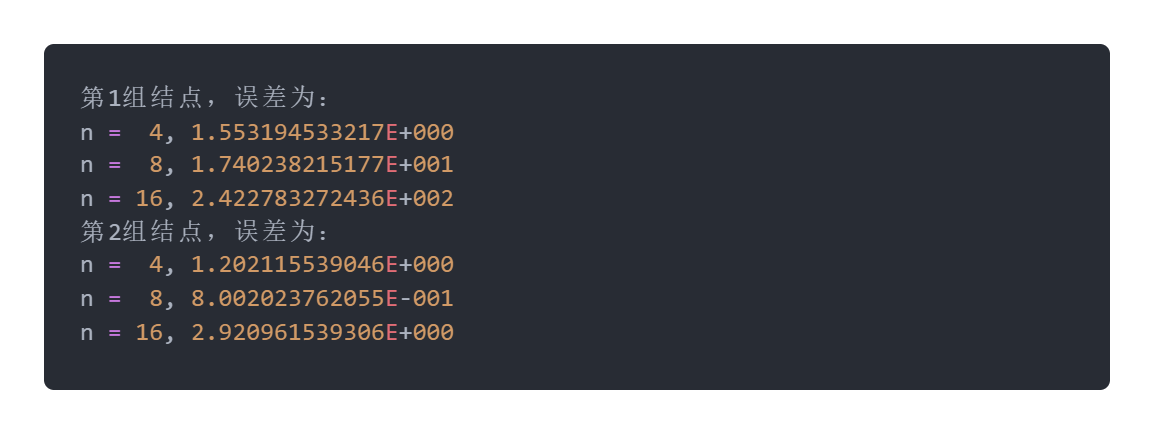 第1组结点，误差为：
n =  4, 1.553194533217E+000
n =  8, 1.740238215177E+001
n = 16, 2.422783272436E+002
第2组结点，误差为：
n =  4, 1.202115539046E+000
n =  8, 8.002023762055E-001
n = 16, 2.920961539306E+000